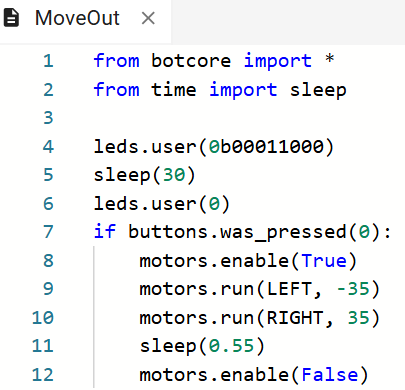 MoveOut ×
1 from botcore import *
2 from time import sleep
3
4 leds.user(0b00011000)
5 sleep(30)
6 leds.user(0)
7 if buttons.was_pressed(0):
8     motors.enable(True)
9     motors.run(LEFT, -35)
10     motors.run(RIGHT, 35)
11     sleep(0.55)
12     motors.enable(False)